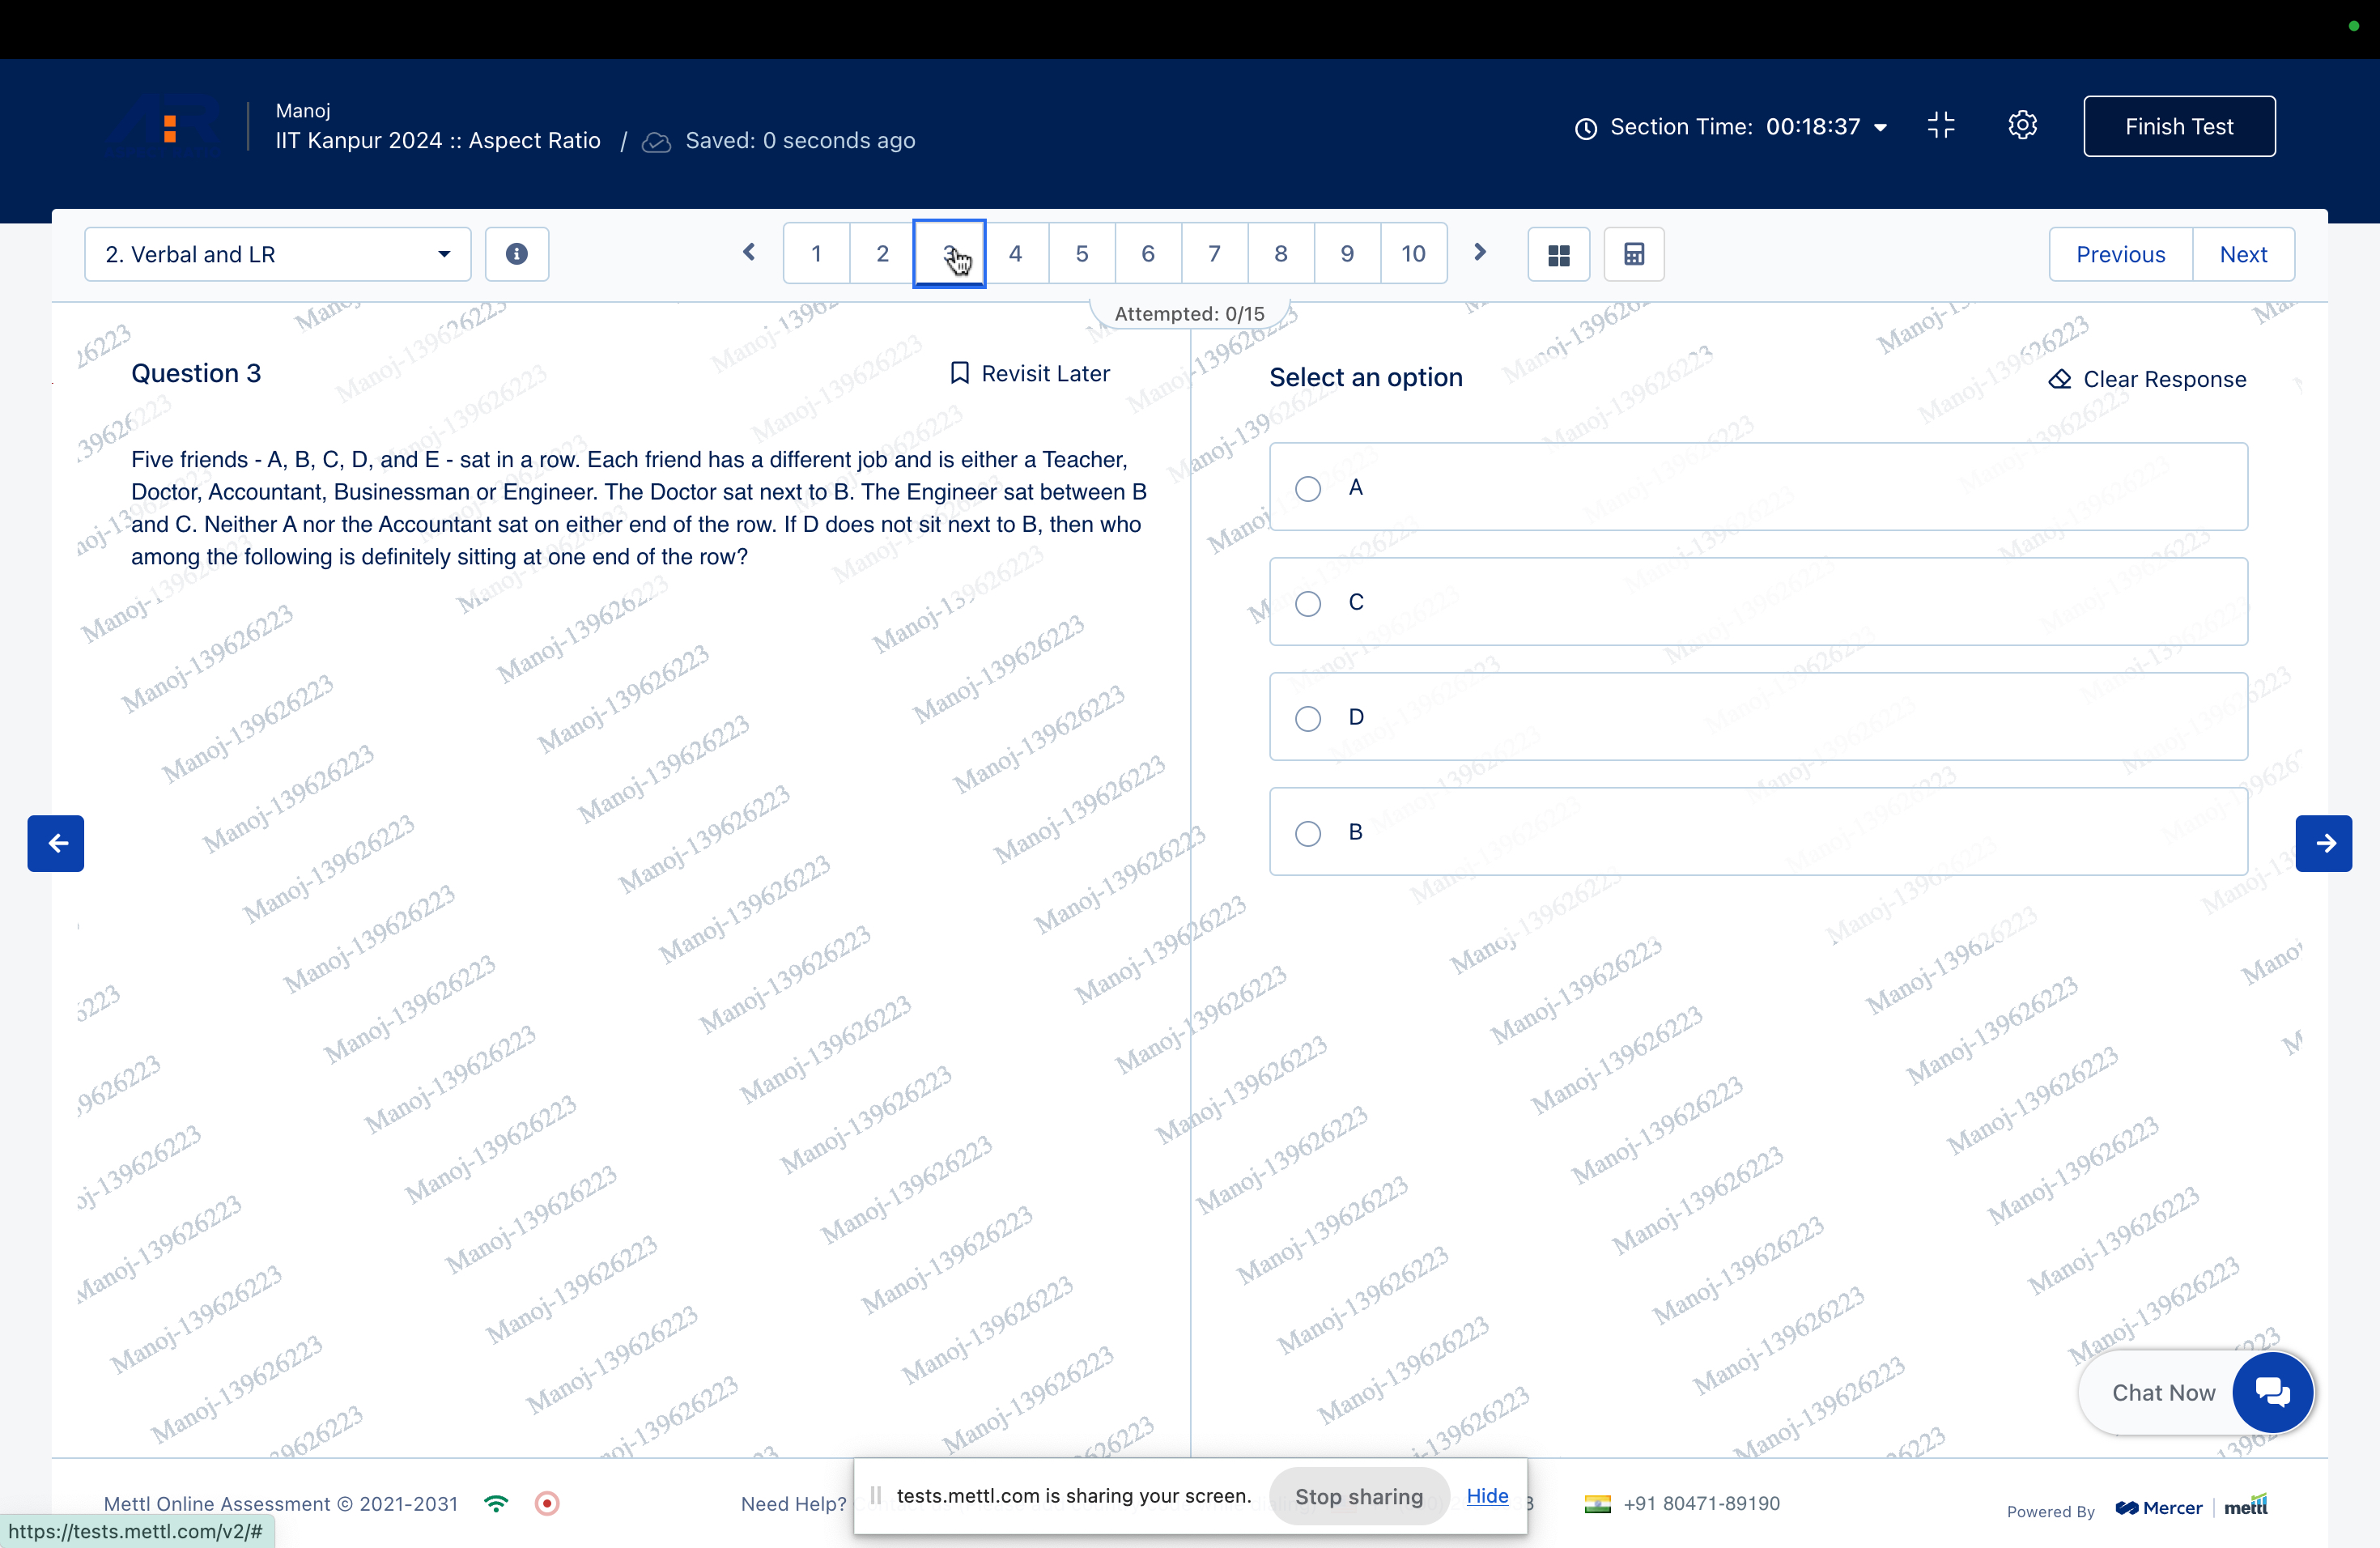 Manoj
IIT Kanpur 2024 :: Aspect Ratio / Saved: 0 seconds ago
Section Time: 00:18:37
Finish Test
2. Verbal and LR
1 2 3 4 5 6 7 8 9 10
Previous Next
Attempted: 0/15
Question 3
Revisit Later
Five friends - A, B, C, D, and E - sat in a row. Each friend has a different job and is either a Teacher,
Doctor, Accountant, Businessman or Engineer. The Doctor sat next to B. The Engineer sat between B
and C. Neither A nor the Accountant sat on either end of the row. If D does not sit next to B, then who
among the following is definitely sitting at one end of the row?
Select an option
Clear Response
A
C
D
B
Manoj-139626223
Chat Now
Mettl Online Assessment © 2021-2031
Need Help?
tests.mettl.com is sharing your screen.
Stop sharing
Hide
+91 80471-89190
Powered By
Mercer | mettl
https://tests.mettl.com/v2/#